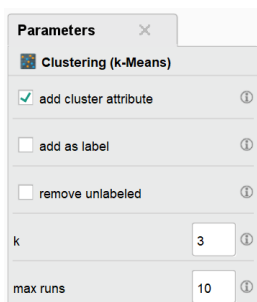 Parameters
Clustering (k-Means)
add cluster attribute
add as label
remove unlabeled
k 3
max runs 10